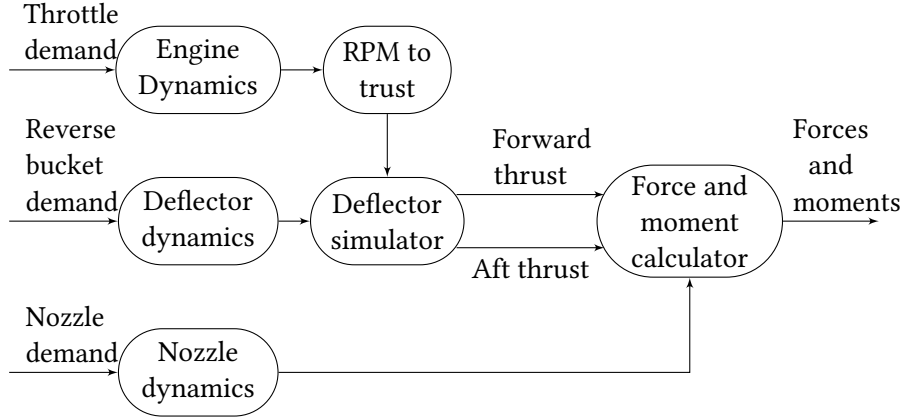 Throttle
demand
Engine
Dynamics
RPM to
trust
Reverse
bucket
demand
Deflector
dynamics
Deflector
simulator
Forward
thrust
Aft thrust
Force and
moment
calculator
Forces
and
moments
Nozzle
demand
Nozzle
dynamics